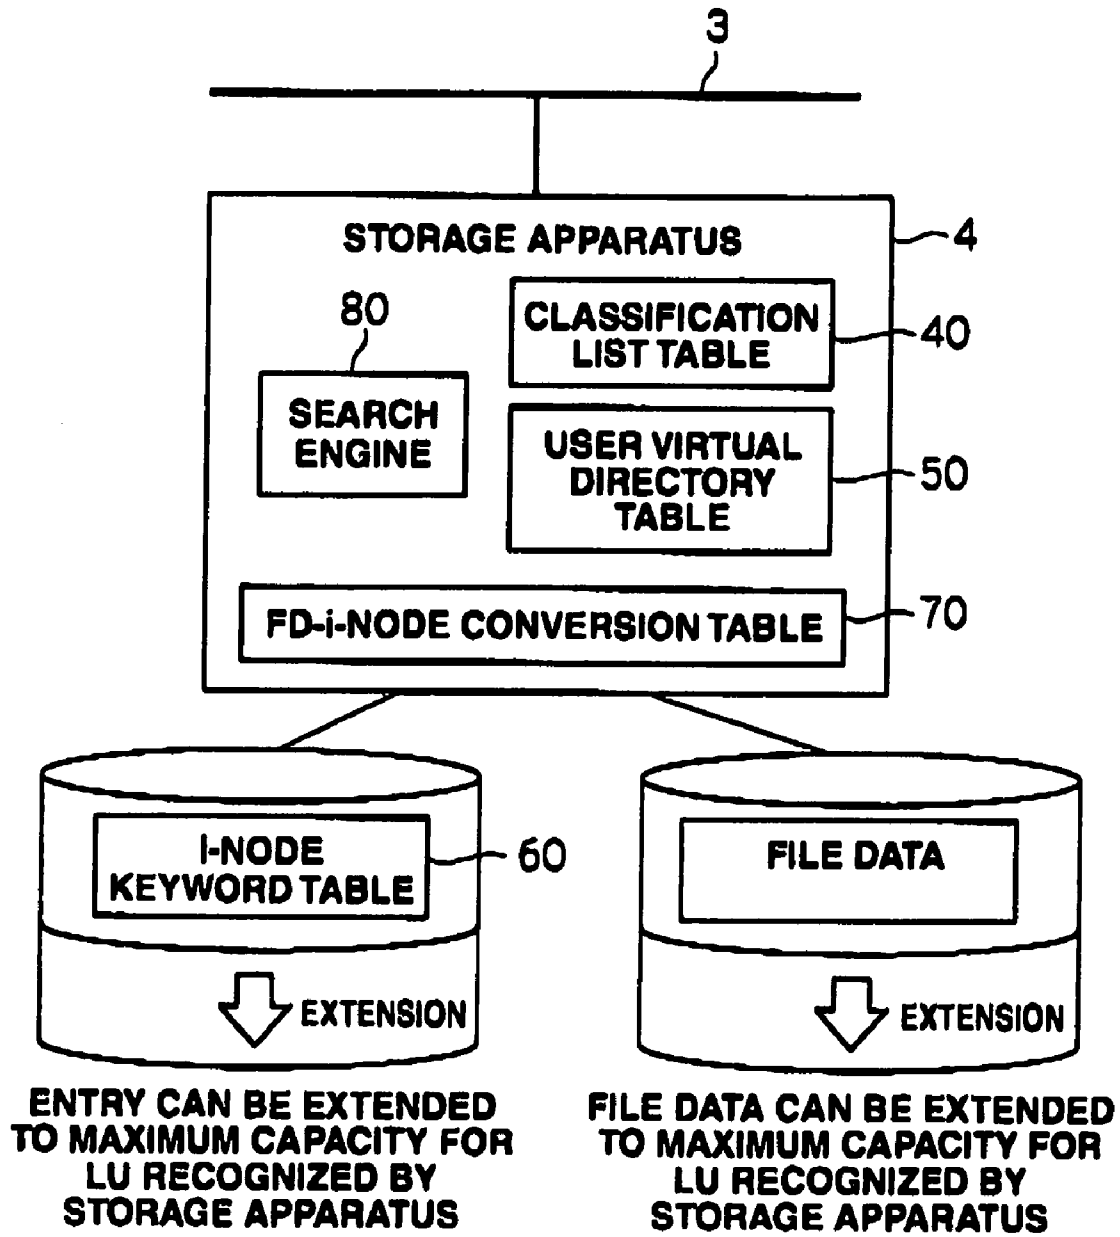 3
STORAGE APPARATUS
4
80
CLASSIFICATION
LIST TABLE
40
SEARCH
ENGINE
USER VIRTUAL
DIRECTORY
TABLE
50
FD-i-NODE CONVERSION TABLE
70
I-NODE
KEYWORD TABLE
60
FILE DATA
EXTENSION
EXTENSION
ENTRY CAN BE EXTENDED
TO MAXIMUM CAPACITY FOR
LU RECOGNIZED BY
STORAGE APPARATUS
FILE DATA CAN BE EXTENDED
TO MAXIMUM CAPACITY FOR
LU RECOGNIZED BY
STORAGE APPARATUS